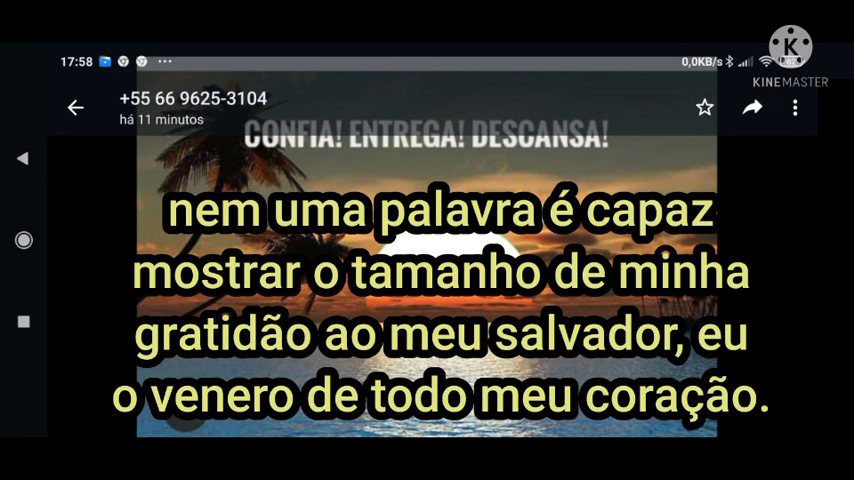 17:58
0,0KB/s
K
KINEMASTER
+55 66 9625-3104
há 11 minutos
CONFIA! ENTREGA! DESCANSA!
nem uma palavra é capaz
mostrar o tamanho de minha
gratidão ao meu salvador, eu
o venero de todo meu coração.